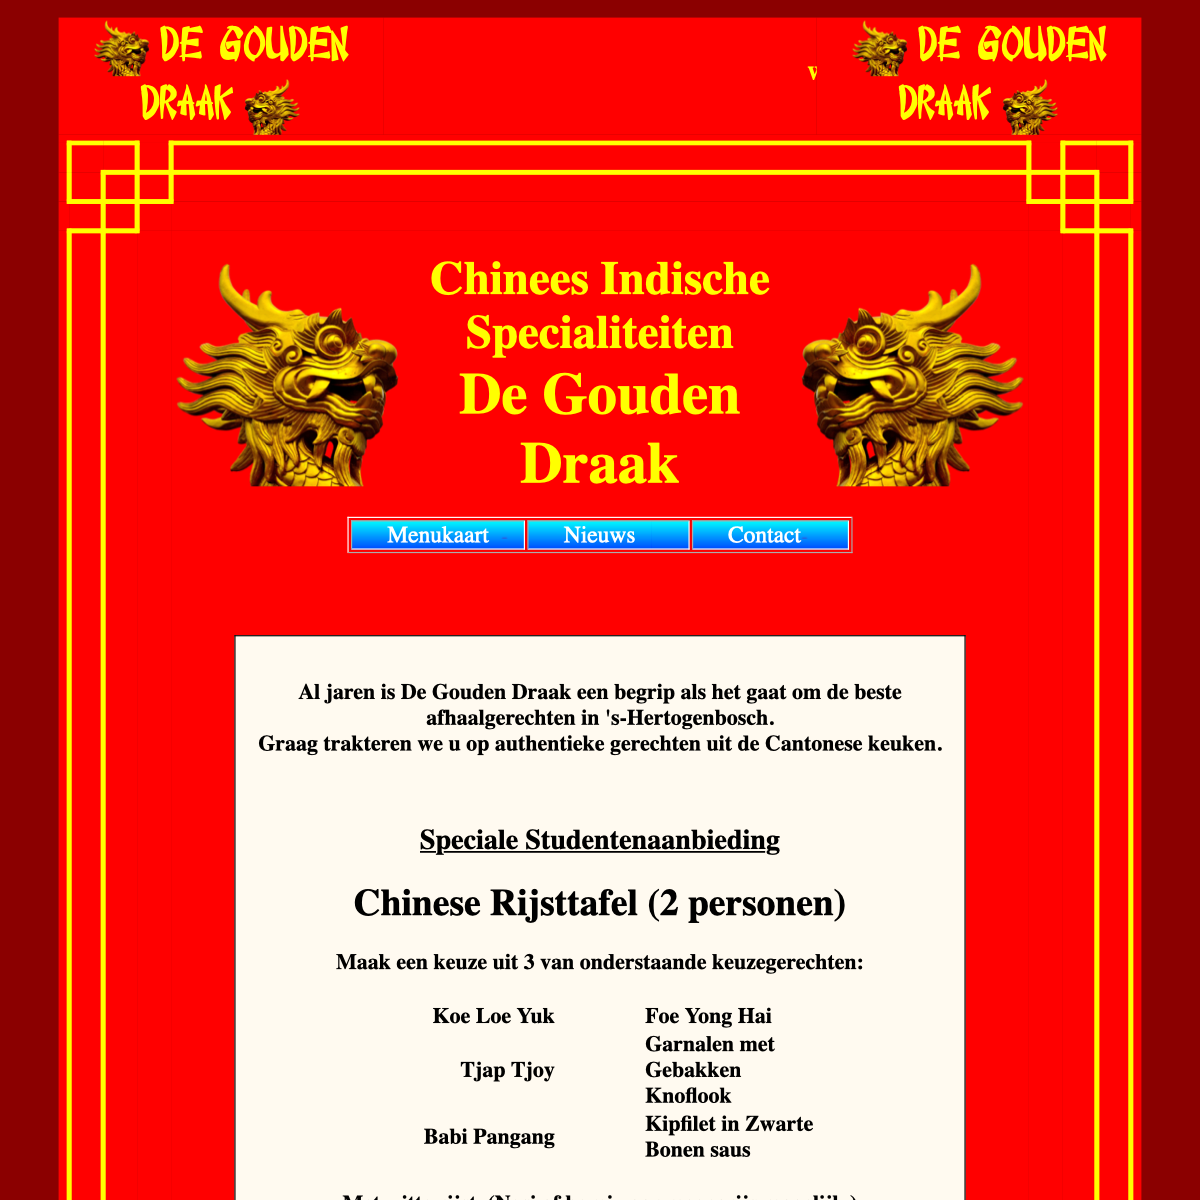 DE GOUDEN
DRAAK
DE GOUDEN
DRAAK
Chinees Indische
Specialiteiten
De Gouden
Draak
Menukaart
Nieuws
Contact
Al jaren is De Gouden Draak een begrip als het gaat om de beste
afhaalgerechten in 's-Hertogenbosch.
Graag trakteren we u op authentieke gerechten uit de Cantonese keuken.
Speciale Studentenaanbieding
Chinese Rijsttafel (2 personen)
Maak een keuze uit 3 van onderstaande keuzegerechten:
Koe Loe Yuk
Foe Yong Hai
Tjap Tjoy
Garnalen met
Gebakken
Knoflook
Babi Pangang
Kipfilet in Zwarte
Bonen saus